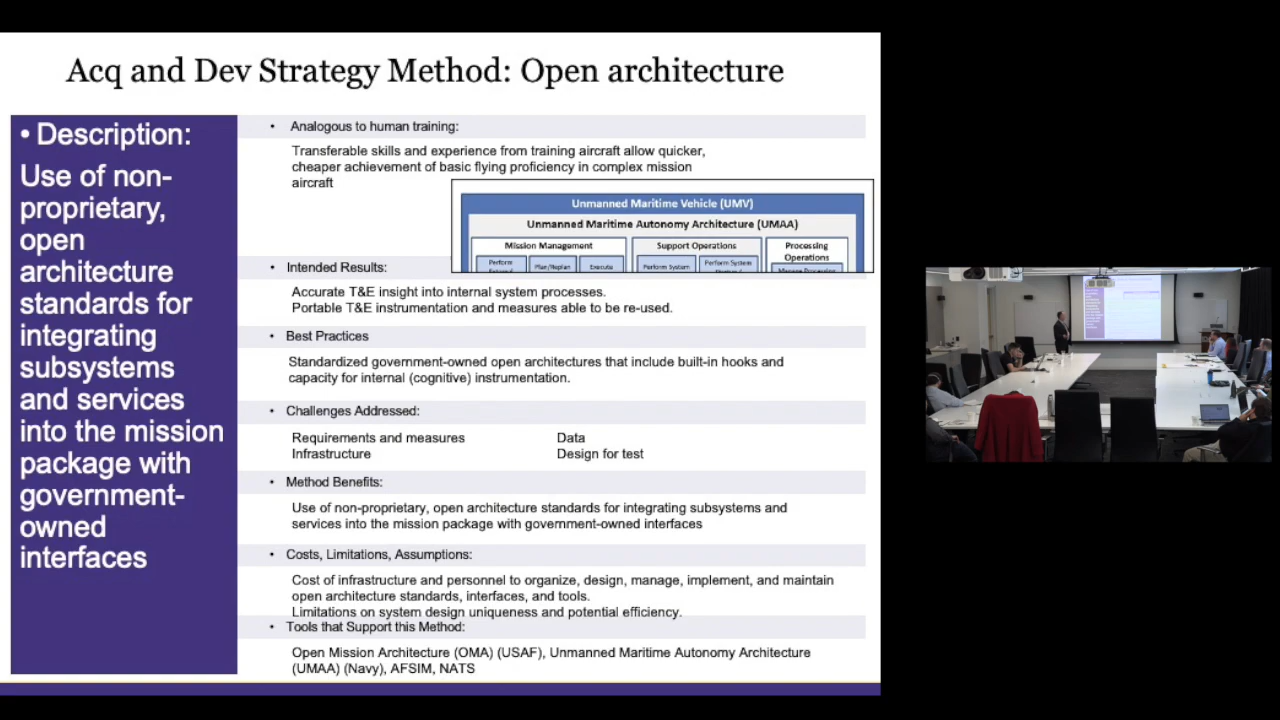 Acq and Dev Strategy Method: Open architecture
• Description:
Use of non-
proprietary,
open
architecture
standards for
integrating
subsystems
and services
into the mission
package with
government-
owned
interfaces
• Analogous to human training:
Transferable skills and experience from training aircraft allow quicker,
cheaper achievement of basic flying proficiency in complex mission
aircraft
Unmanned Maritime Vehicle (UMV)
Unmanned Maritime Autonomy Architecture (UMAA)
Mission Management
Support Operations
Processing
Operations
Perform
Plan/Replan
Execute
Perform System
Perform System
• Intended Results:
Accurate T&E insight into internal system processes.
Portable T&E instrumentation and measures able to be re-used.
• Best Practices
Standardized government-owned open architectures that include built-in hooks and
capacity for internal (cognitive) instrumentation.
• Challenges Addressed:
Requirements and measures
Infrastructure
Data
Design for test
• Method Benefits:
Use of non-proprietary, open architecture standards for integrating subsystems and
services into the mission package with government-owned interfaces
• Costs, Limitations, Assumptions:
Cost of infrastructure and personnel to organize, design, manage, implement, and maintain
open architecture standards, interfaces, and tools.
Limitations on system design uniqueness and potential efficiency.
• Tools that Support this Method:
Open Mission Architecture (OMA) (USAF), Unmanned Maritime Autonomy Architecture
(UMAA) (Navy), AFSIM, NATS